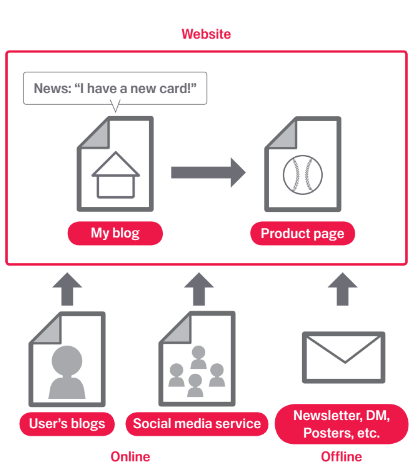 Website
News: “I have a new card!”
My blog
Product page
User's blogs
Social media service
Newsletter, DM,
Posters, etc.
Online
Offline